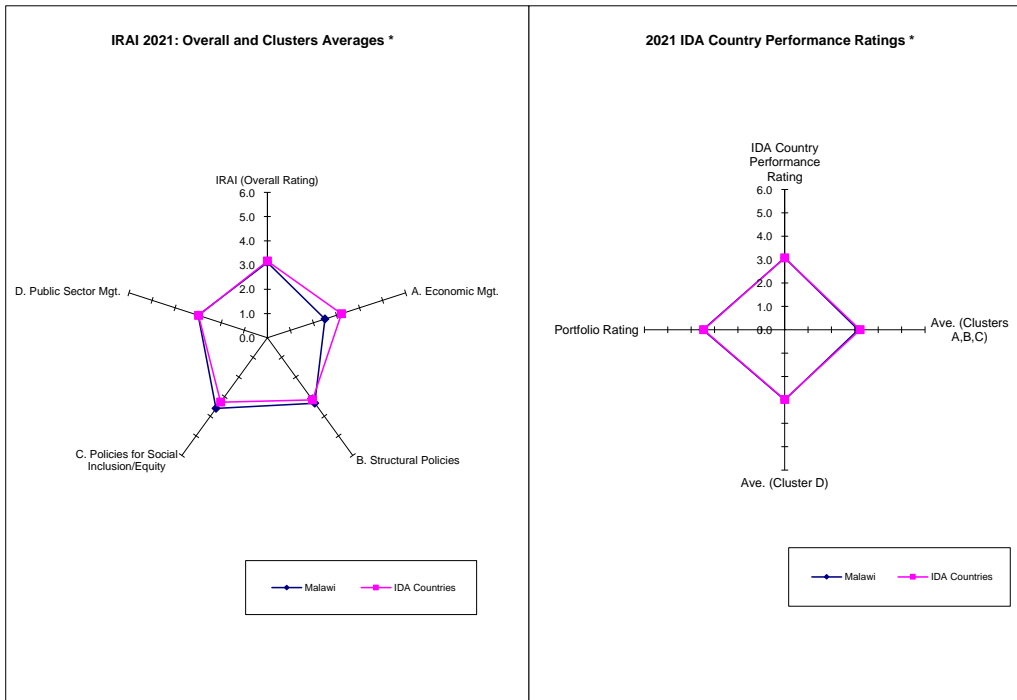 IRAI 2021: Overall and Clusters Averages *
IRAI (Overall Rating)
6.0
5.0
4.0
3.0
2.0
1.0
0.0
D. Public Sector Mgt.
A. Economic Mgt.
C. Policies for Social
Inclusion/Equity
B. Structural Policies
Malawi
IDA Countries
2021 IDA Country Performance Ratings *
IDA Country
Performance
Rating
6.0
5.0
4.0
3.0
2.0
1.0
0.0
Portfolio Rating
Ave. (Clusters
A,B,C)
Ave. (Cluster D)
Malawi
IDA Countries